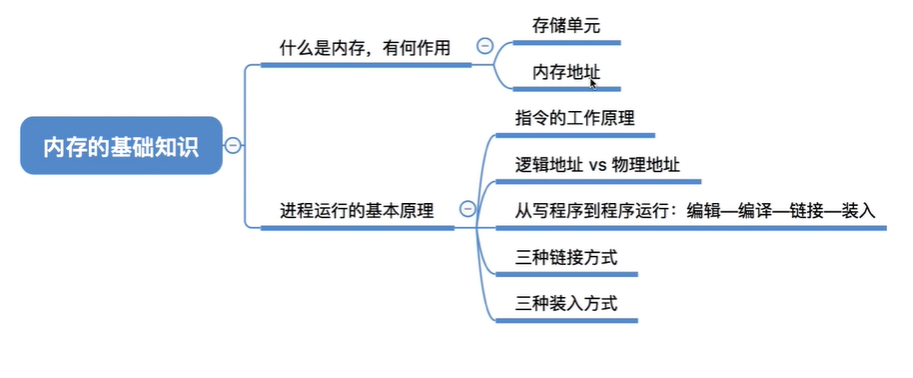 内存的基础知识
什么是内存，有何作用
存储单元
内存地址
进程运行的基本原理
指令的工作原理
逻辑地址 vs 物理地址
从写程序到程序运行：编辑—编译—链接—装入
三种链接方式
三种装入方式